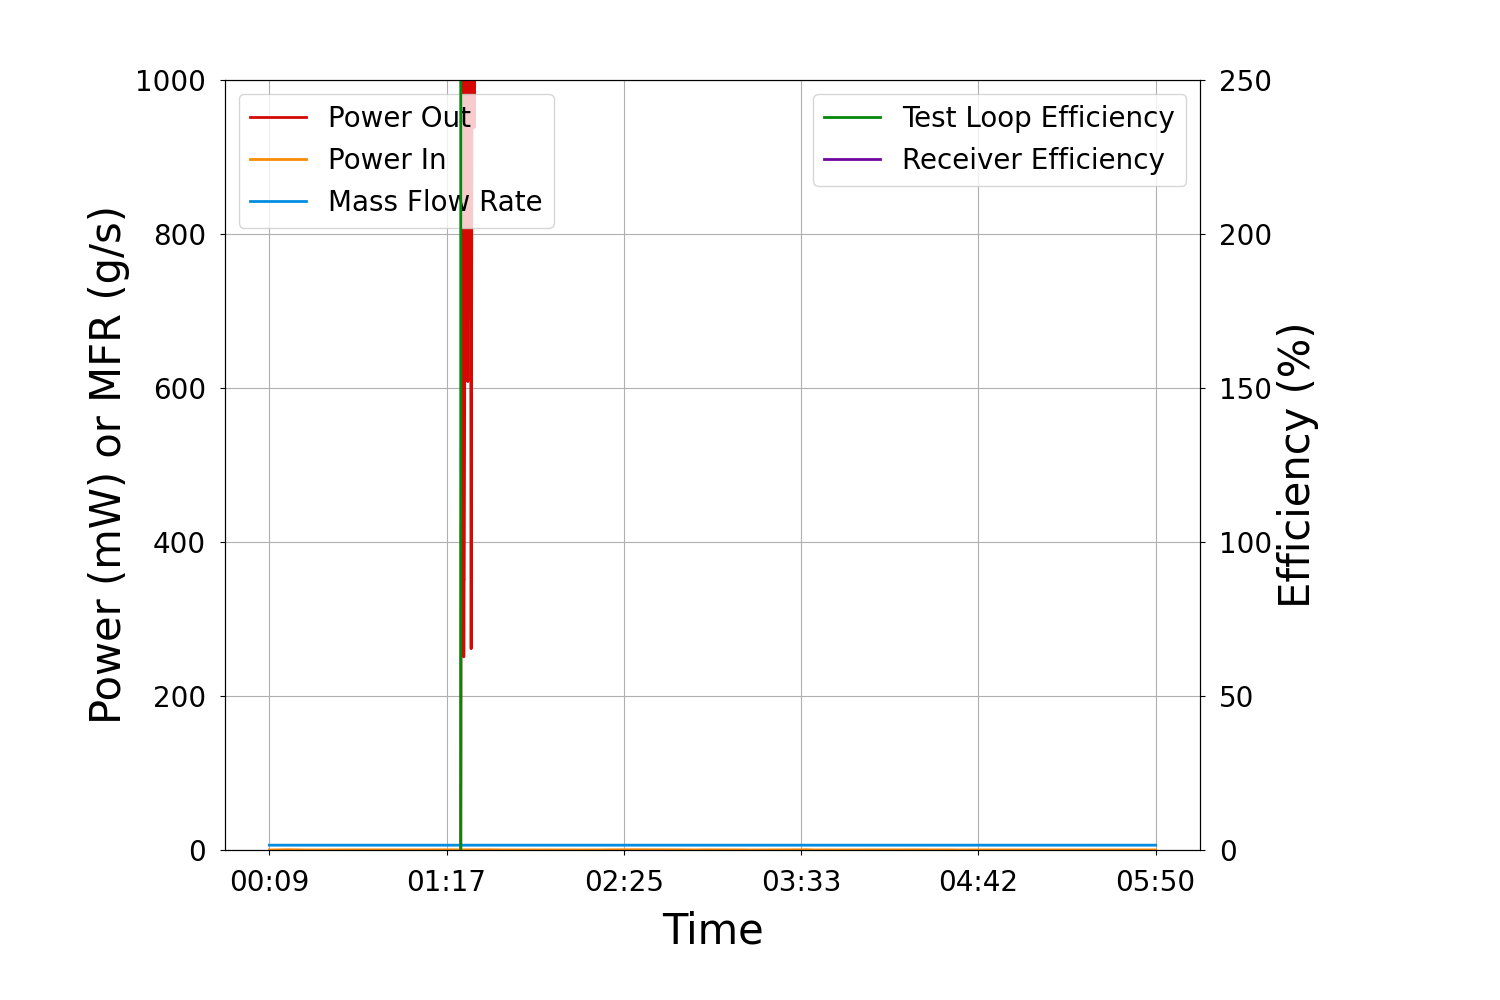 1000
800
600
400
200
0
Power (mW) or MFR (g/s)
Power Out
Power In
Mass Flow Rate
Test Loop Efficiency
Receiver Efficiency
250
200
150
100
50
0
Efficiency (%)
00:09 01:17 02:25 03:33 04:42 05:50
Time